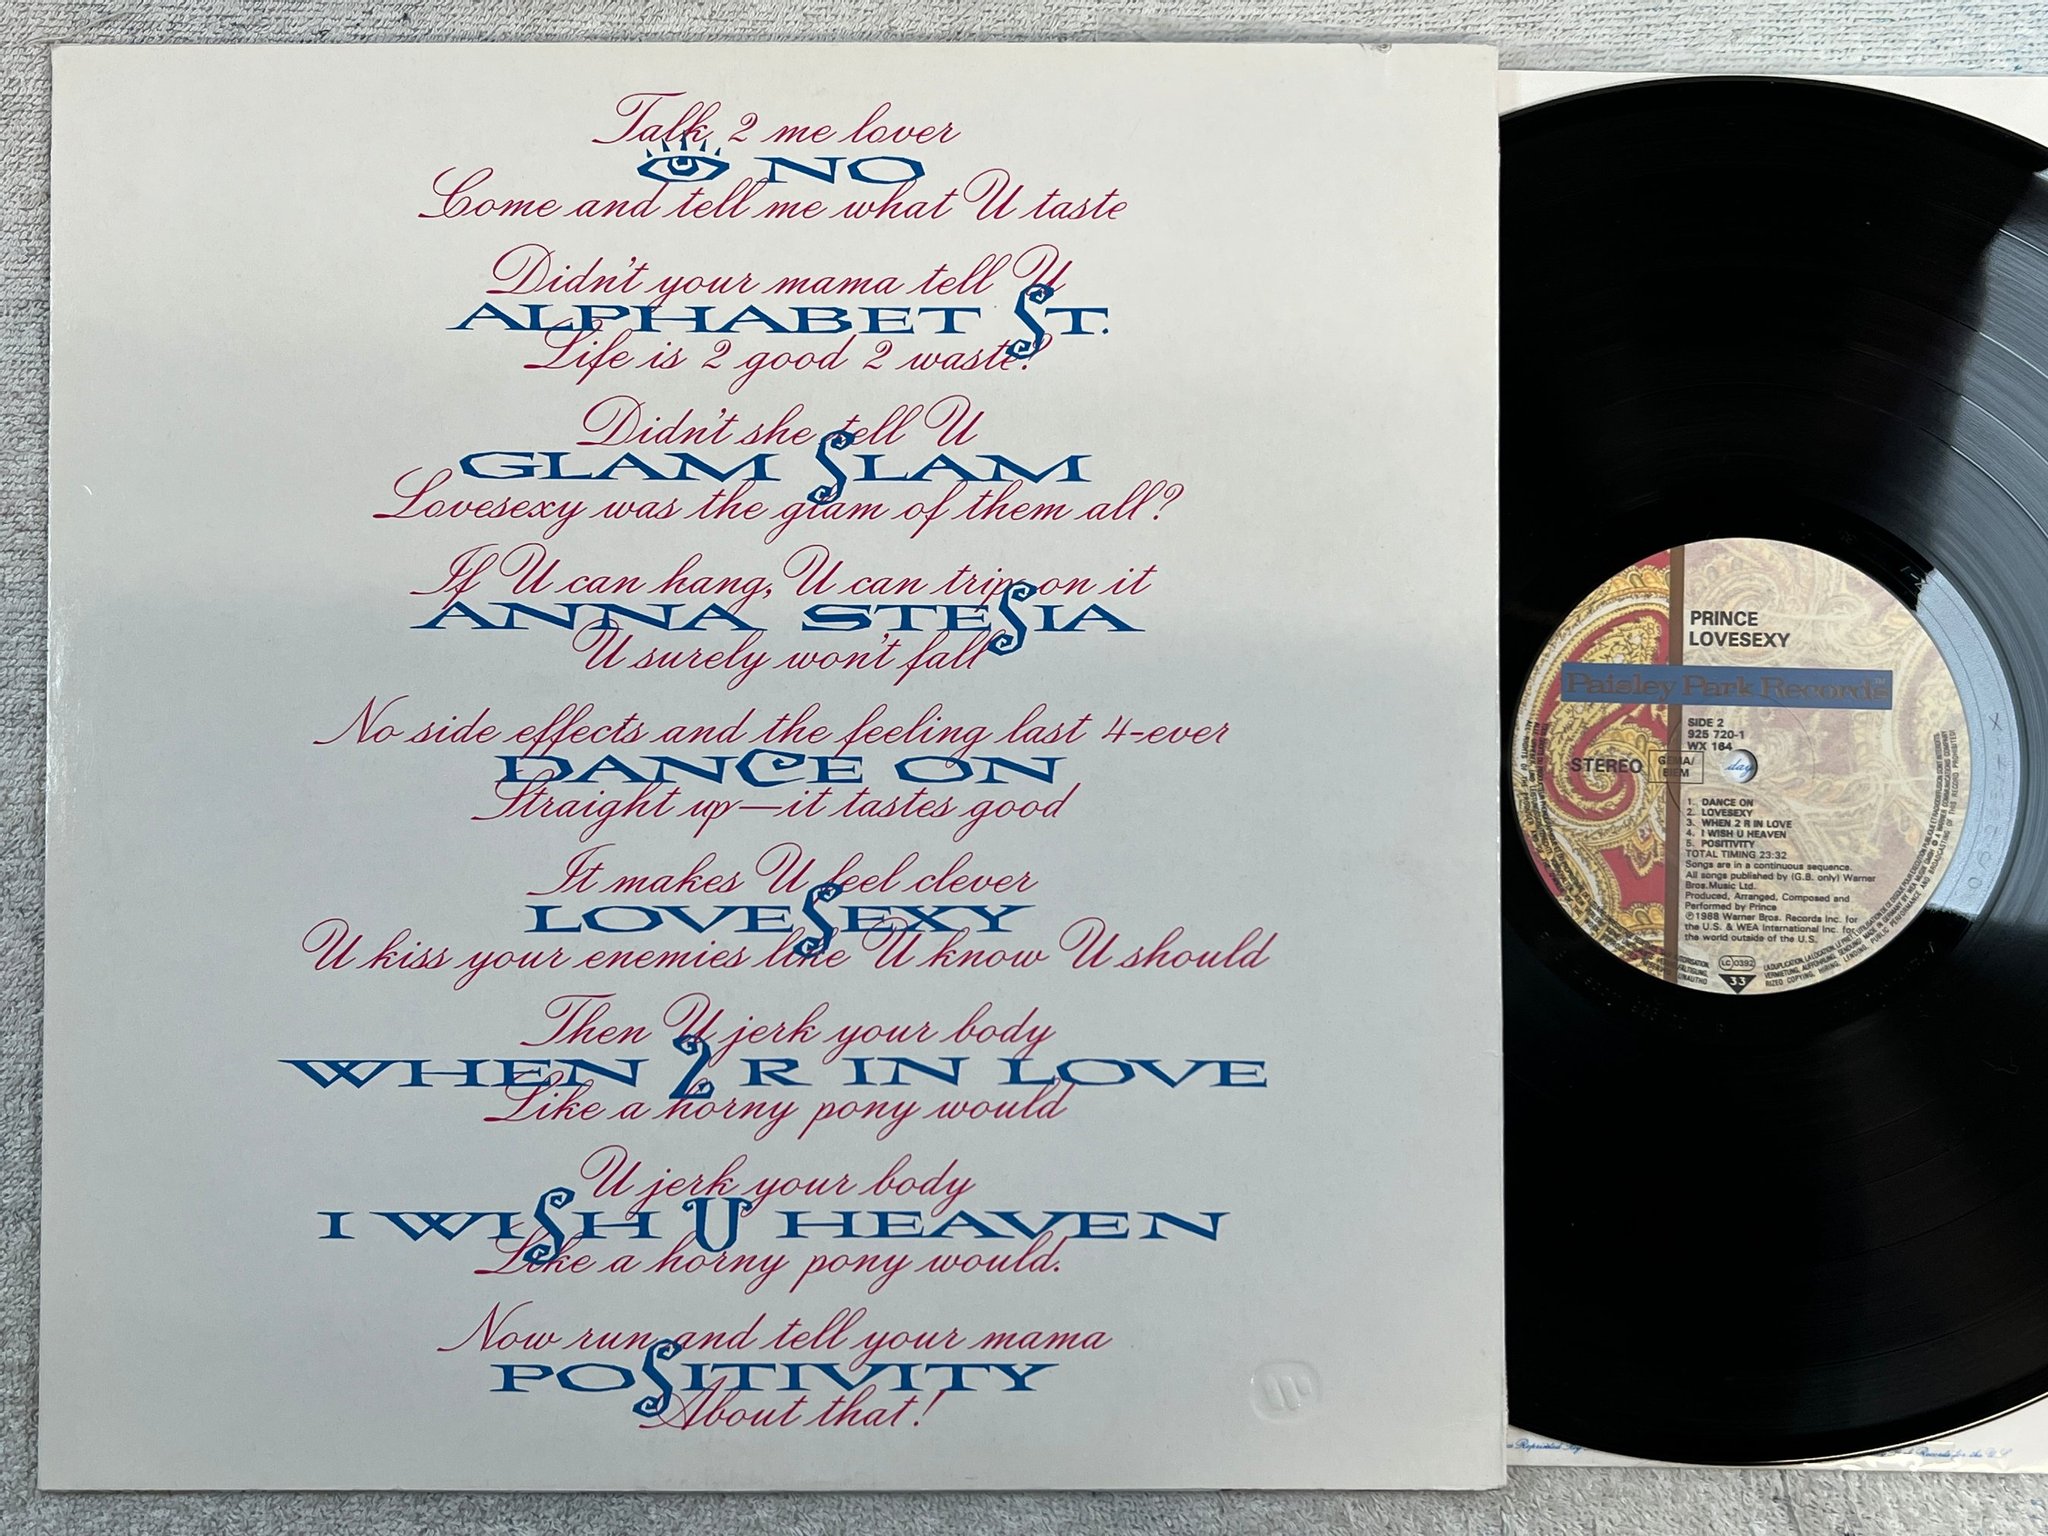 Talk 2 me lover
NO
Come and tell me what U taste
Didn't your mama tell U
ALPHABET ST.
Life is 2 good 2 waste?
Didn't she tell U
GLAM SLAM
Lovesexy was the glam of them all?
If U can hang, U can trip on it
ANNA STESIA
U surely won't fall
No side effects and the feeling last 4-ever
DANCE ON
Straight up—it tastes good
It makes U feel clever
LOVESEXY
U kiss your enemies like U know U should
Then U jerk your body
WHEN 2 R IN LOVE
Like a horny pony would
U jerk your body
I WISH U HEAVEN
Like a horny pony would.
Now run and tell your mama
POSITIVITY
About that!
PRINCE
LOVESEXY
Paisley Park Records™
SIDE 2
925 720-1
WX 164
STEREO
GEMA/
BIEM
day
1. DANCE ON
2. LOVESEXY
3. WHEN 2 R IN LOVE
4. I WISH U HEAVEN
5. POSITIVITY
TOTAL TIMING 23:32
Songs are in a continuous sequence.
All songs published by (G.B. only) Warner
Bros.Music Ltd.
Produced, Arranged, Composed and
Performed by Prince
℗ 1988 Warner Bros. Records Inc. for
the U.S. & WEA International Inc. for
the world outside of the U.S.
LC 0392
33